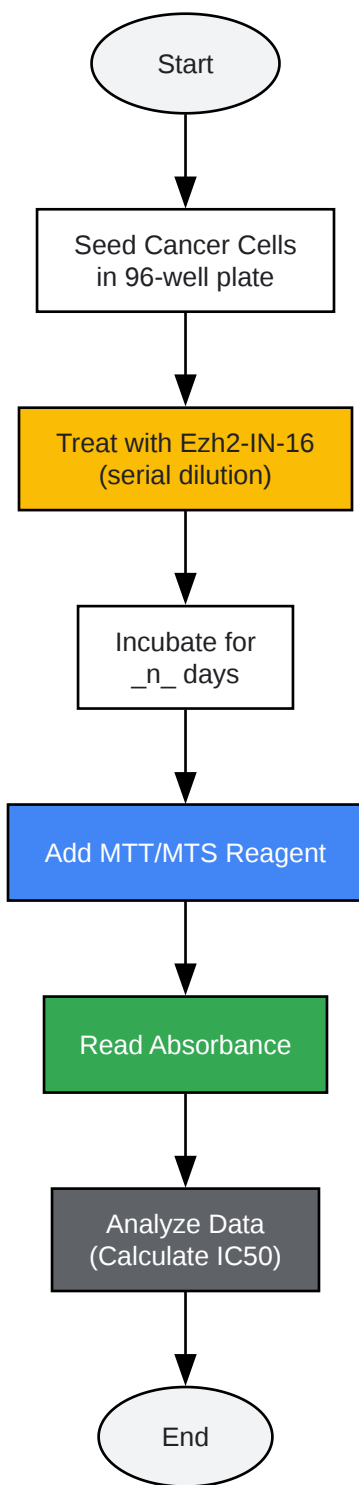 Start
Seed Cancer Cells
in 96-well plate
Treat with Ezh2-IN-16
(serial dilution)
Incubate for
_n_ days
Add MTT/MTS Reagent
Read Absorbance
Analyze Data
(Calculate IC50)
End